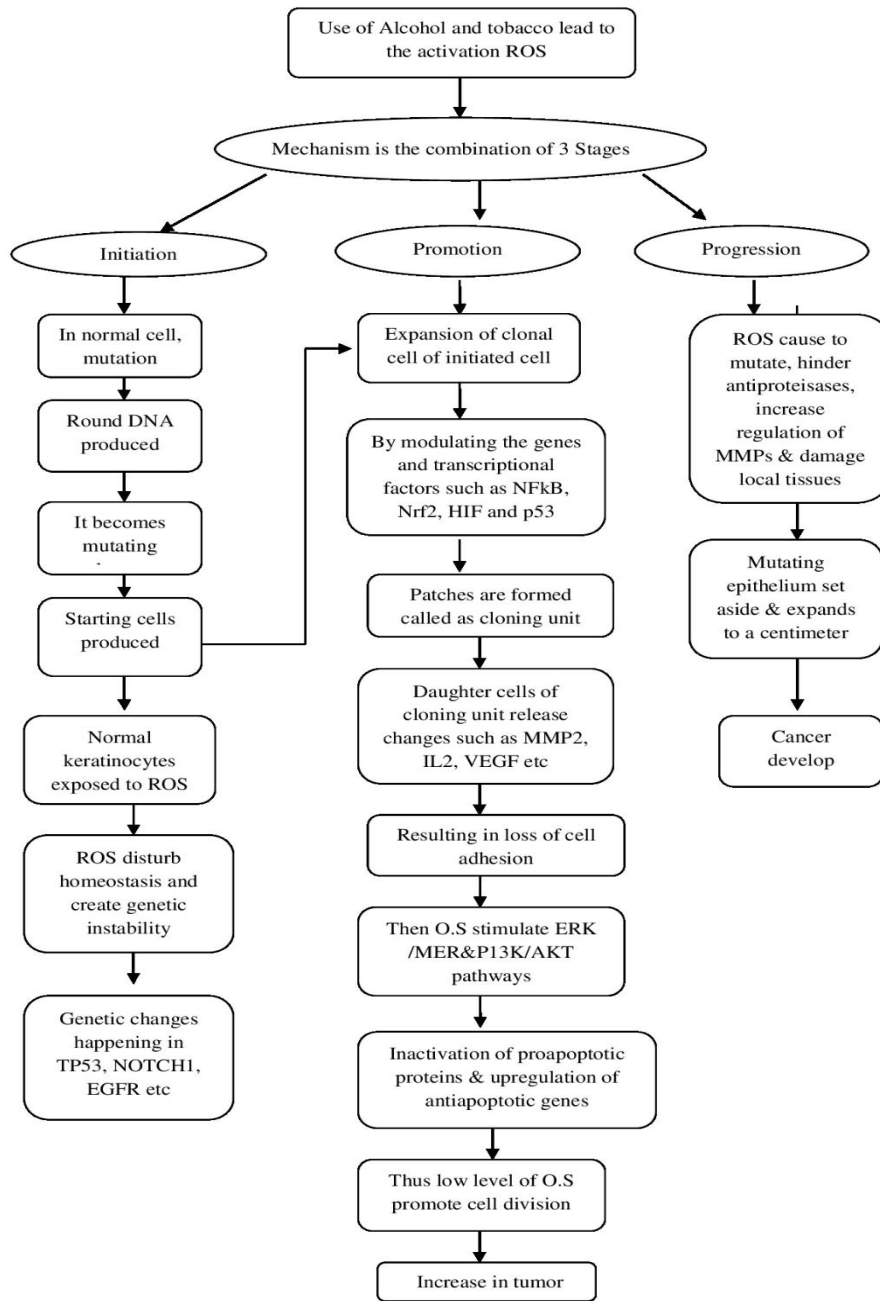 Use of Alcohol and tobacco lead to
the activation ROS
Mechanism is the combination of 3 Stages
Initiation
In normal cell,
mutation
Round DNA
produced
It becomes
mutating
Starting cells
produced
Normal
keratinocytes
exposed to ROS
ROS disturb
homeostasis and
create genetic
instability
Genetic changes
happening in
TP53, NOTCH1,
EGFR etc
Promotion
Expansion of clonal
cell of initiated cell
By modulating the genes
and transcriptional
factors such as NFkB,
Nrf2, HIF and p53
Patches are formed
called as cloning unit
Daughter cells of
cloning unit release
changes such as MMP2,
IL2, VEGF etc
Resulting in loss of cell
adhesion
Then O.S stimulate ERK
/MER&P13K/AKT
pathways
Inactivation of proapoptotic
proteins & upregulation of
antiapoptotic genes
Thus low level of O.S
promote cell division
Increase in tumor
Progression
ROS cause to
mutate, hinder
antiproteisases,
increase
regulation of
MMPs & damage
local tissues
Mutating
epithelium set
aside & expands
to a centimeter
Cancer
develop